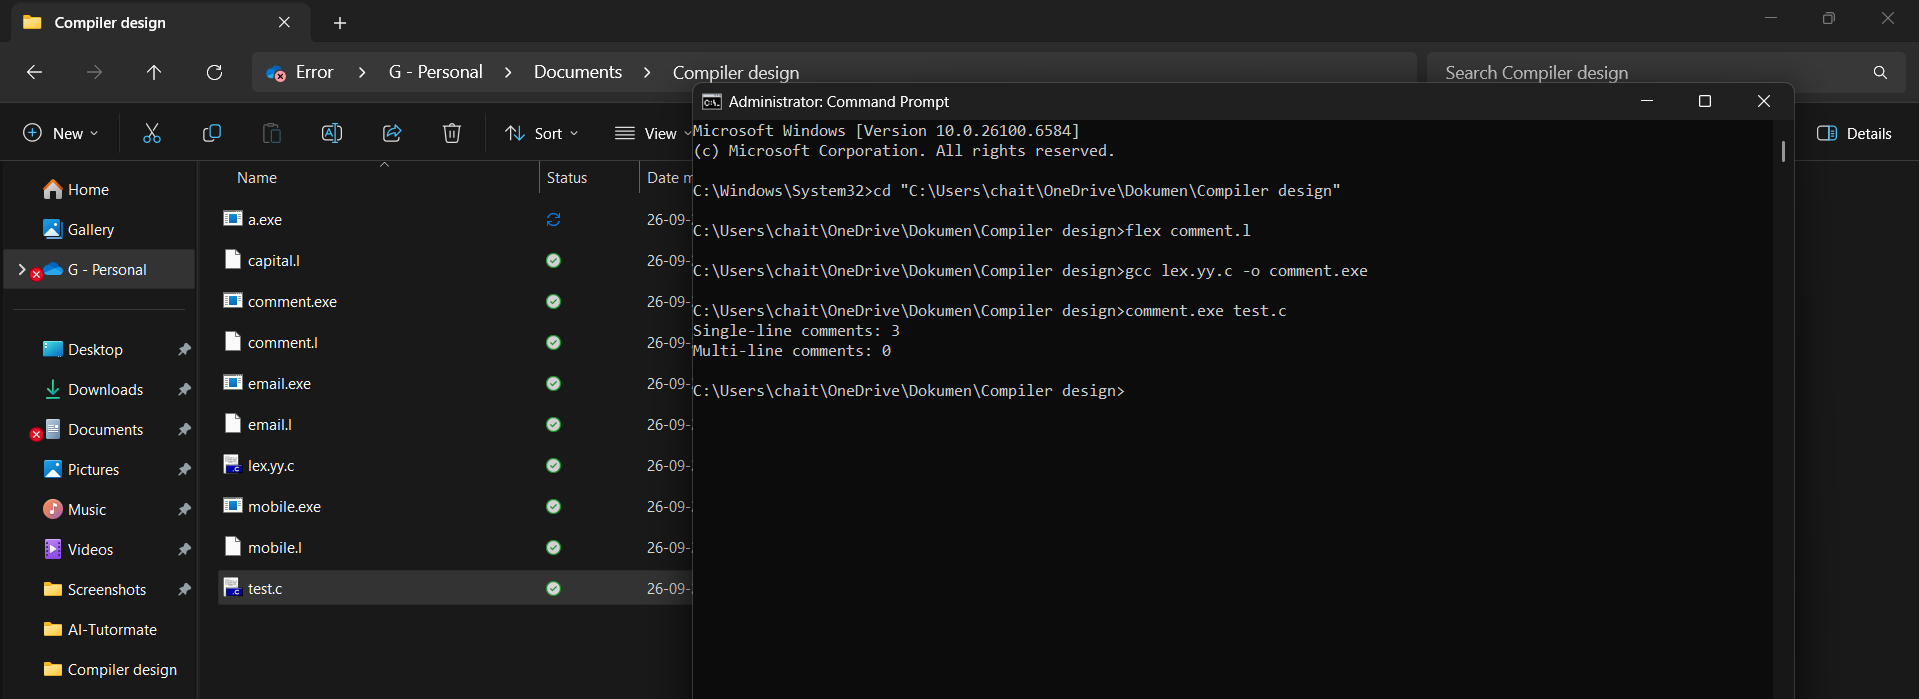 Compiler design
Error > G - Personal > Documents > Compiler design
Search Compiler design
New
Sort
View
Details
Home
Gallery
G - Personal
Desktop
Downloads
Documents
Pictures
Music
Videos
Screenshots
AI-Tutormate
Compiler design
Name Status Date m
a.exe 26-09-
capital.l 26-09-
comment.exe 26-09-
comment.l 26-09-
email.exe 26-09-
email.l 26-09-
lex.yy.c 26-09-
mobile.exe 26-09-
mobile.l 26-09-
test.c 26-09-
Administrator: Command Prompt
Microsoft Windows [Version 10.0.26100.6584]
(c) Microsoft Corporation. All rights reserved.
C:\Windows\System32>cd "C:\Users\chait\OneDrive\Dokumen\Compiler design"
C:\Users\chait\OneDrive\Dokumen\Compiler design>flex comment.l
C:\Users\chait\OneDrive\Dokumen\Compiler design>gcc lex.yy.c -o comment.exe
C:\Users\chait\OneDrive\Dokumen\Compiler design>comment.exe test.c
Single-line comments: 3
Multi-line comments: 0
C:\Users\chait\OneDrive\Dokumen\Compiler design>